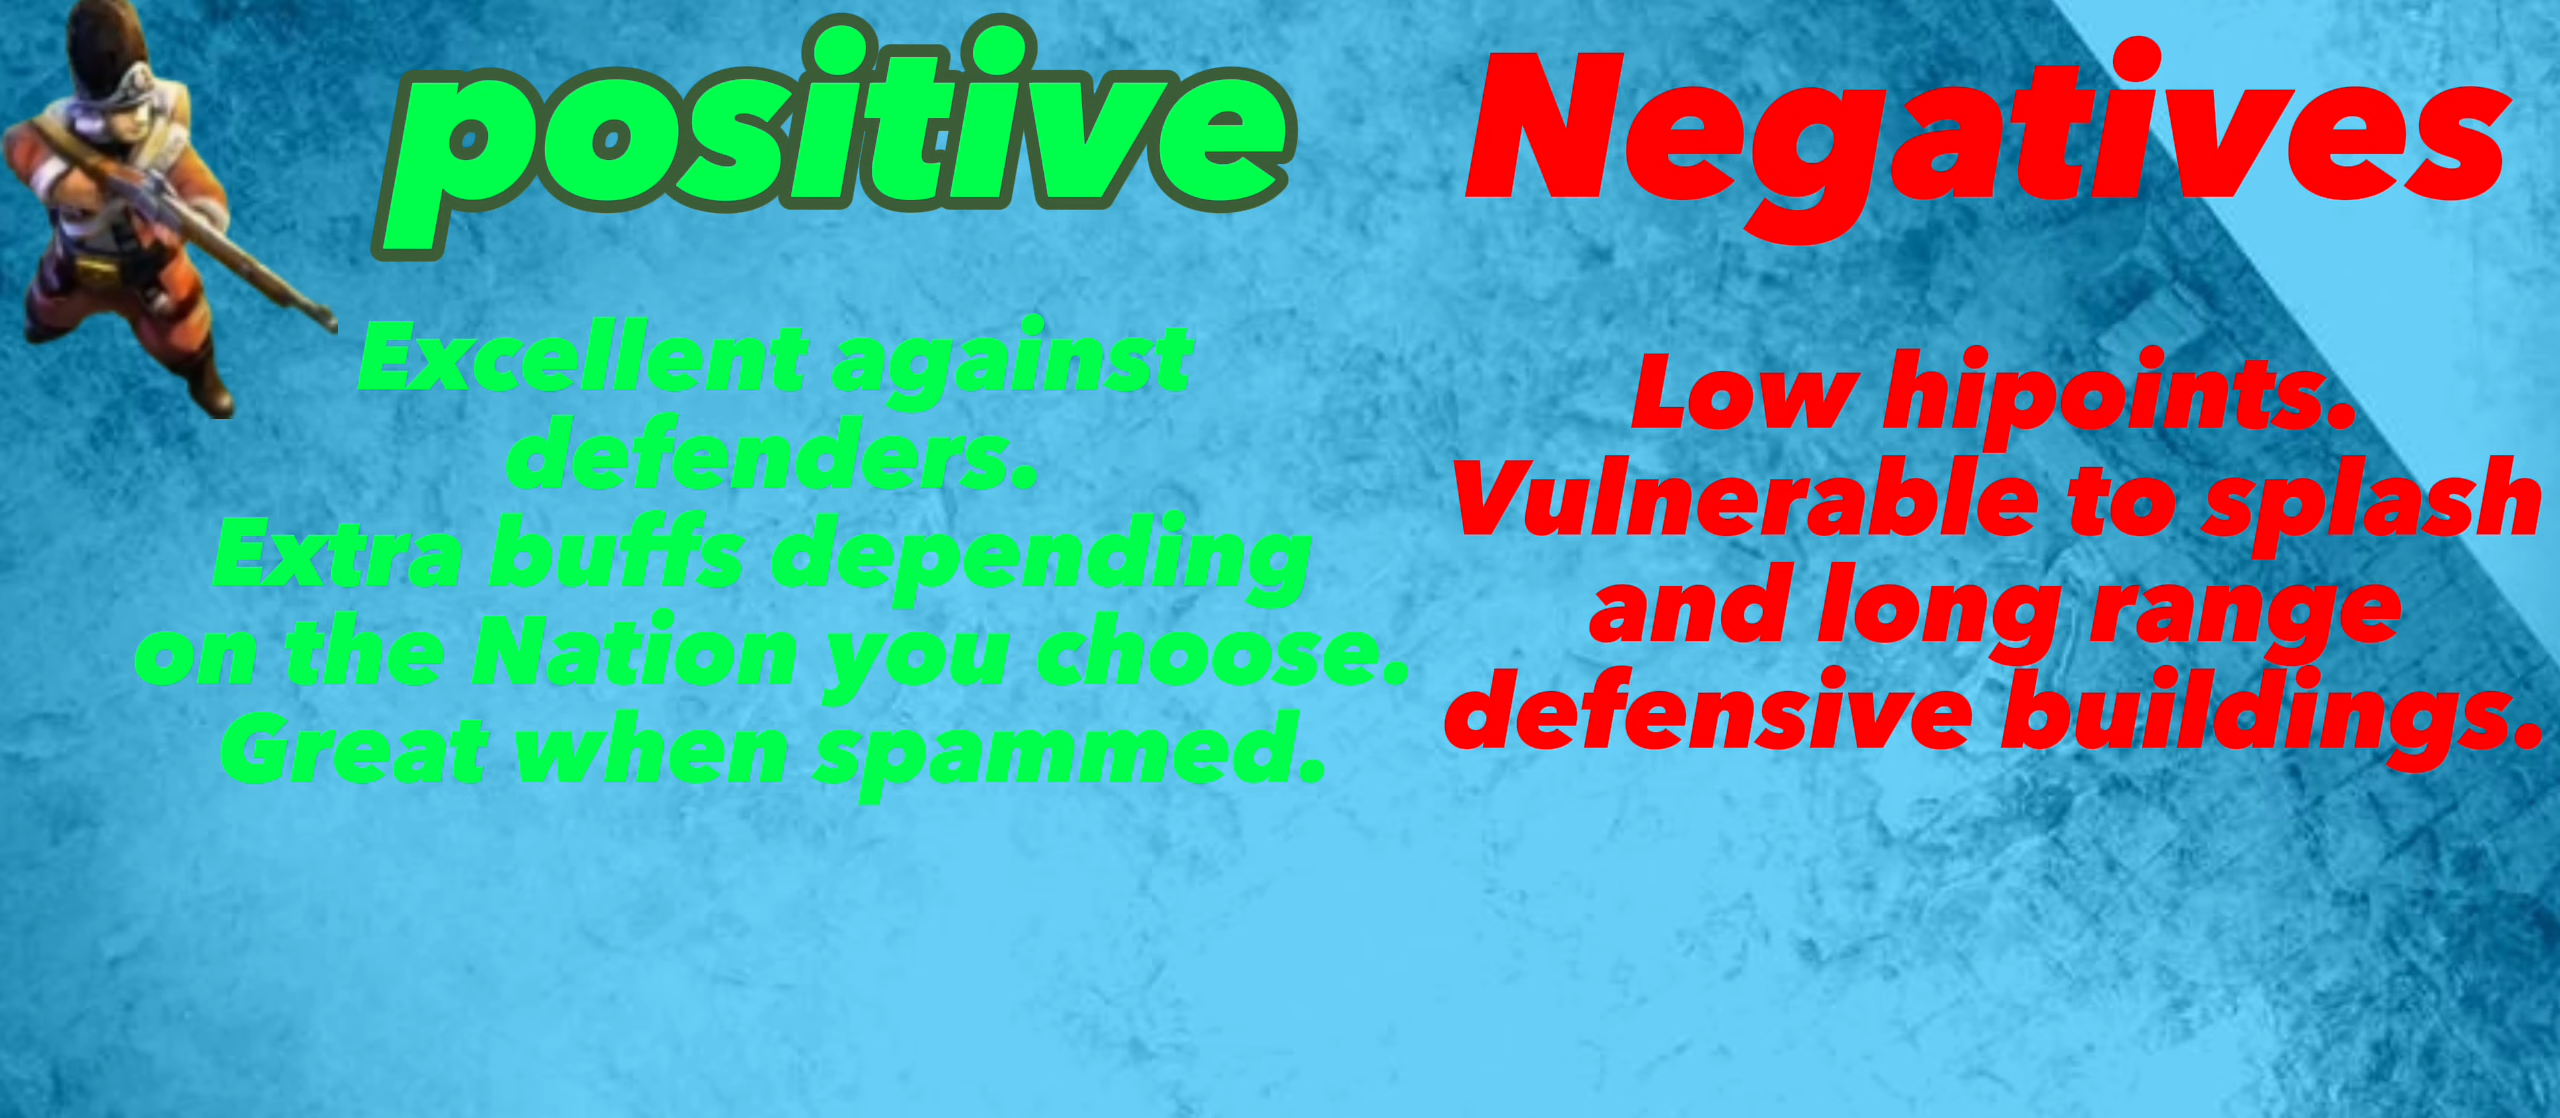 positive
Excellent against
defenders.
Extra buffs depending
on the Nation you choose.
Great when spammed.
Negatives
Low hipoints.
Vulnerable to splash
and long range
defensive buildings.